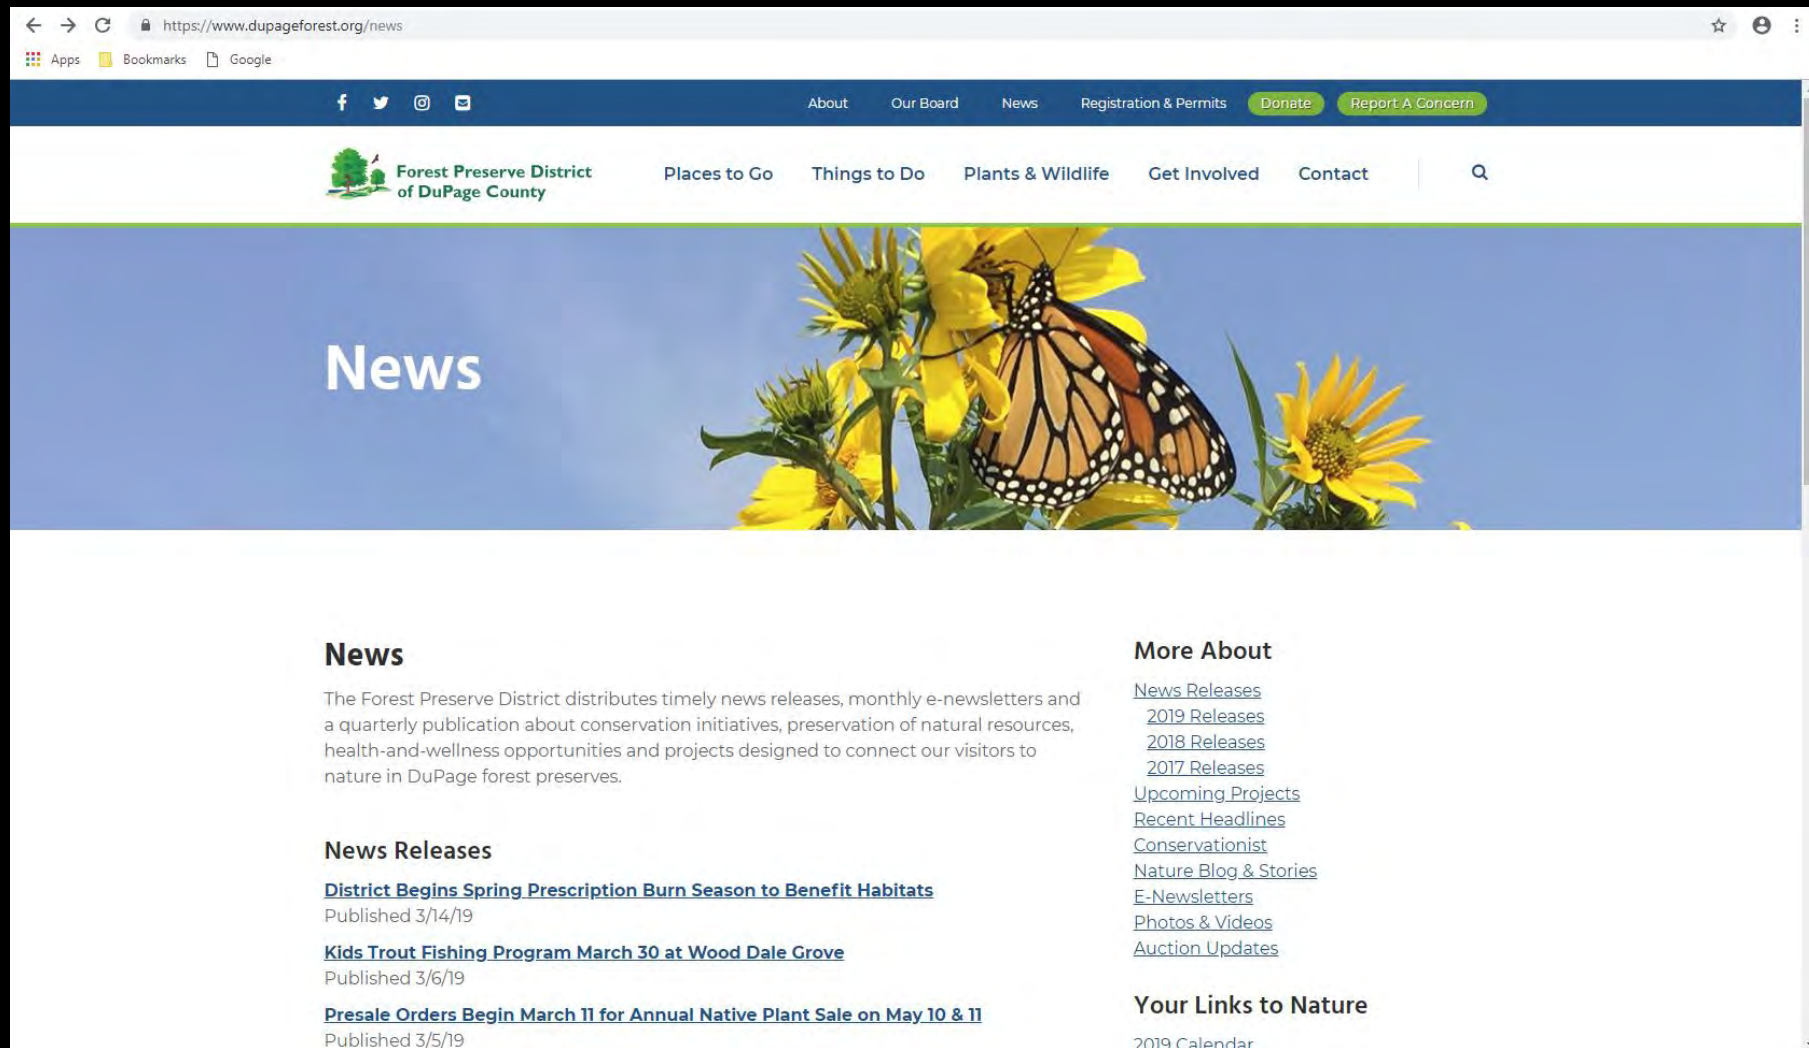 https://www.dupageforest.org/news
Apps Bookmarks Google
About Our Board News Registration & Permits Donate Report A Concern
Forest Preserve District
of DuPage County
Places to Go Things to Do Plants & Wildlife Get Involved Contact
News
News
The Forest Preserve District distributes timely news releases, monthly e-newsletters and
a quarterly publication about conservation initiatives, preservation of natural resources,
health-and-wellness opportunities and projects designed to connect our visitors to
nature in DuPage forest preserves.
News Releases
District Begins Spring Prescription Burn Season to Benefit Habitats
Published 3/14/19
Kids Trout Fishing Program March 30 at Wood Dale Grove
Published 3/6/19
Presale Orders Begin March 11 for Annual Native Plant Sale on May 10 & 11
Published 3/5/19
More About
News Releases
2019 Releases
2018 Releases
2017 Releases
Upcoming Projects
Recent Headlines
Conservationist
Nature Blog & Stories
E-Newsletters
Photos & Videos
Auction Updates
Your Links to Nature
2019 Calendar